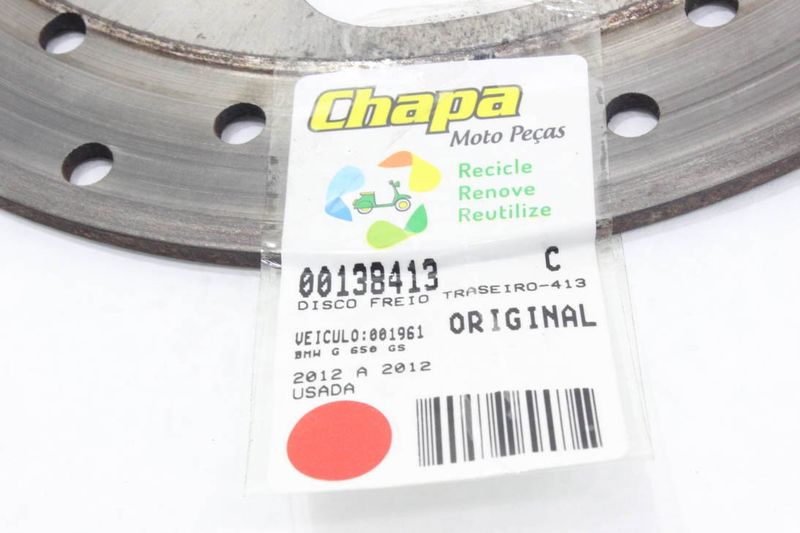 Chapa
Moto Peças
Recicle
Renove
Reutilize
00138413 C
DISCO FREIO TRASEIRO-413
VEICULO:001961 ORIGINAL
BMW G 650 GS
2012 A 2012
USADA